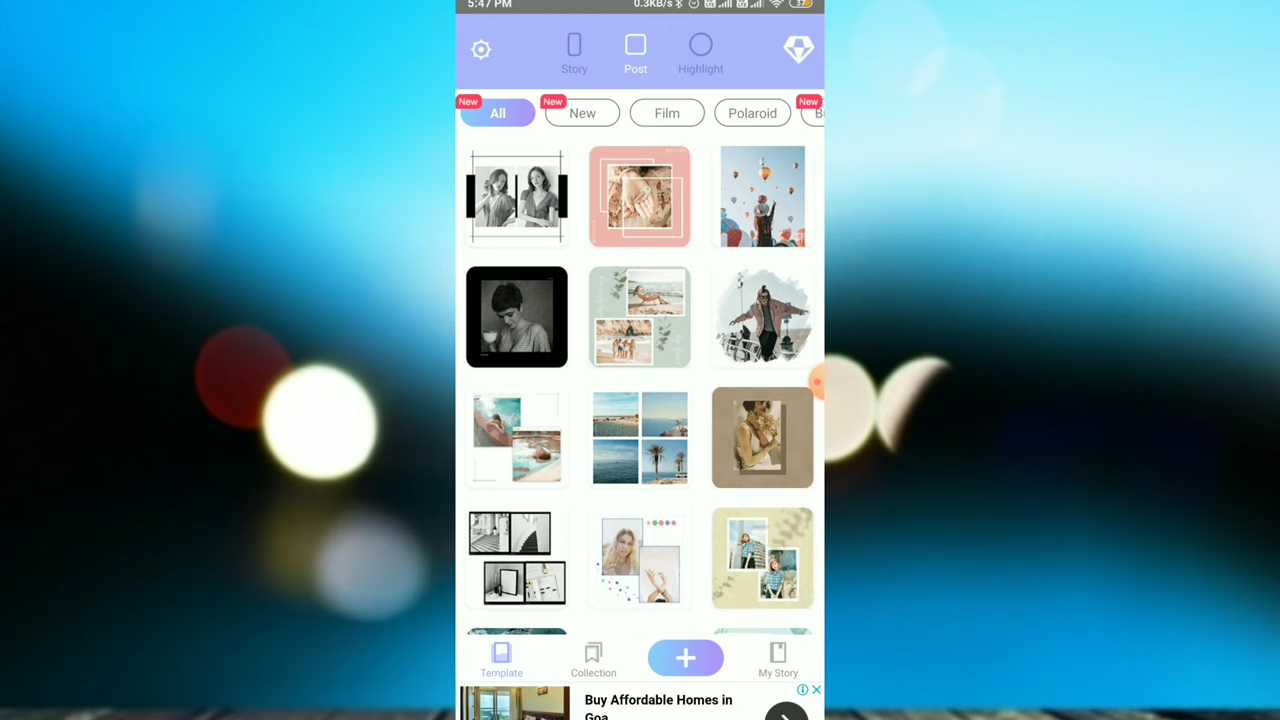 5:47 PM
0.3KB/s
37
Story
Post
Highlight
New
New
New
All
New
Film
Polaroid
Template
Collection
My Story
Buy Affordable Homes in
Goa